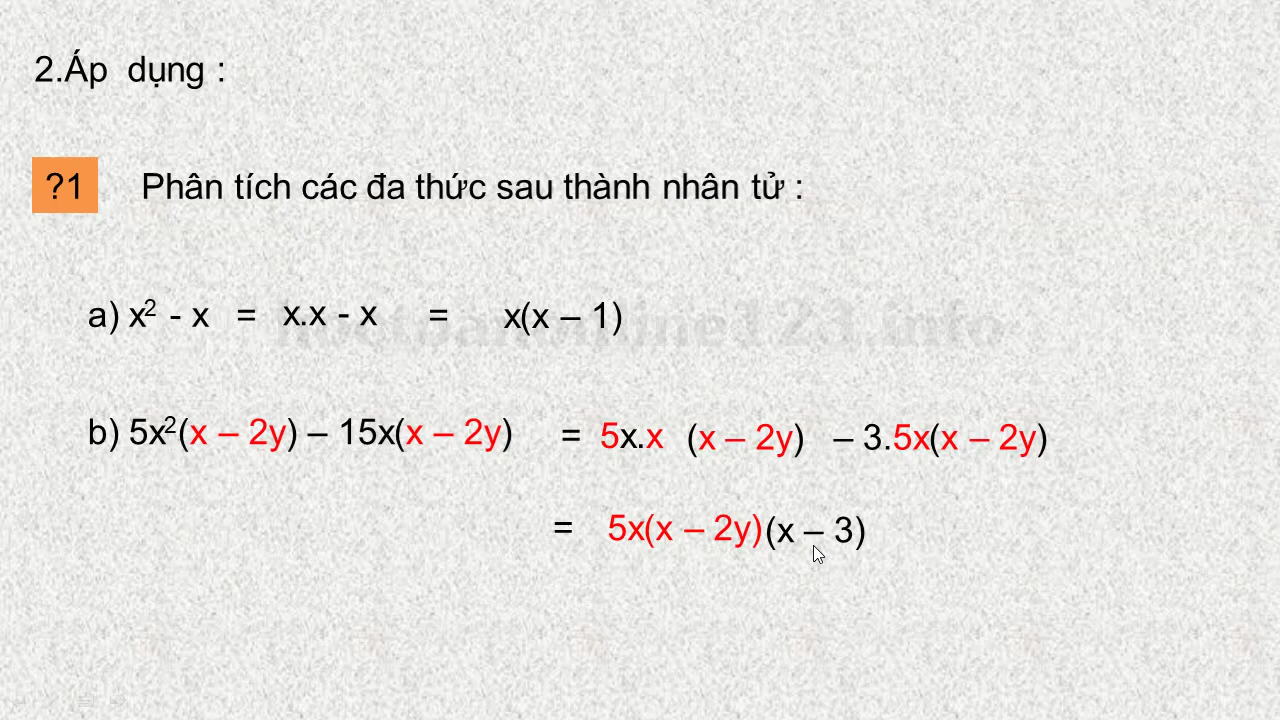 2.Áp dụng :
?1 Phân tích các đa thức sau thành nhân tử :
a) x² - x = x.x - x = x(x – 1)
b) 5x²(x – 2y) – 15x(x – 2y) = 5x.x (x – 2y) – 3.5x(x – 2y)
= 5x(x – 2y)(x – 3)